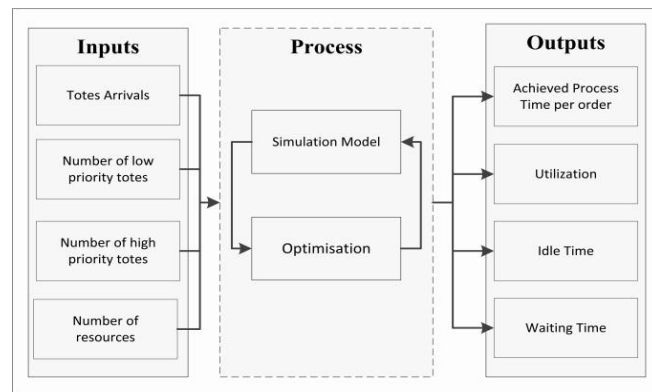 Inputs
Totes Arrivals
Number of low
priority totes
Number of high
priority totes
Number of
resources
Process
Simulation Model
Optimisation
Outputs
Achieved Process
Time per order
Utilization
Idle Time
Waiting Time